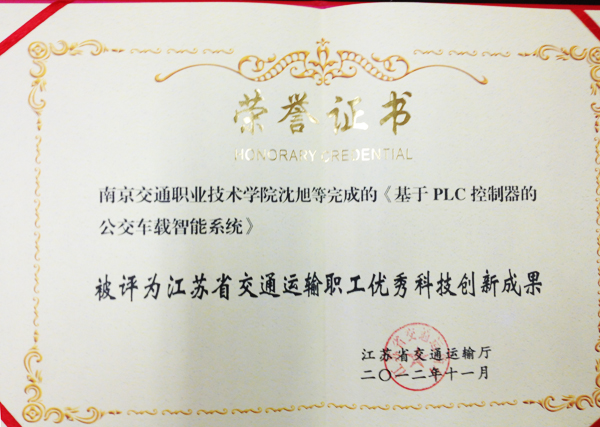 荣誉证书
HONORARY CREDENTIAL
南京交通职业技术学院沈旭等完成的《基于 PLC 控制器的
公交车载智能系统》
被评为江苏省交通运输职工优秀科技创新成果
江苏省交通运输厅
二〇一二年十一月